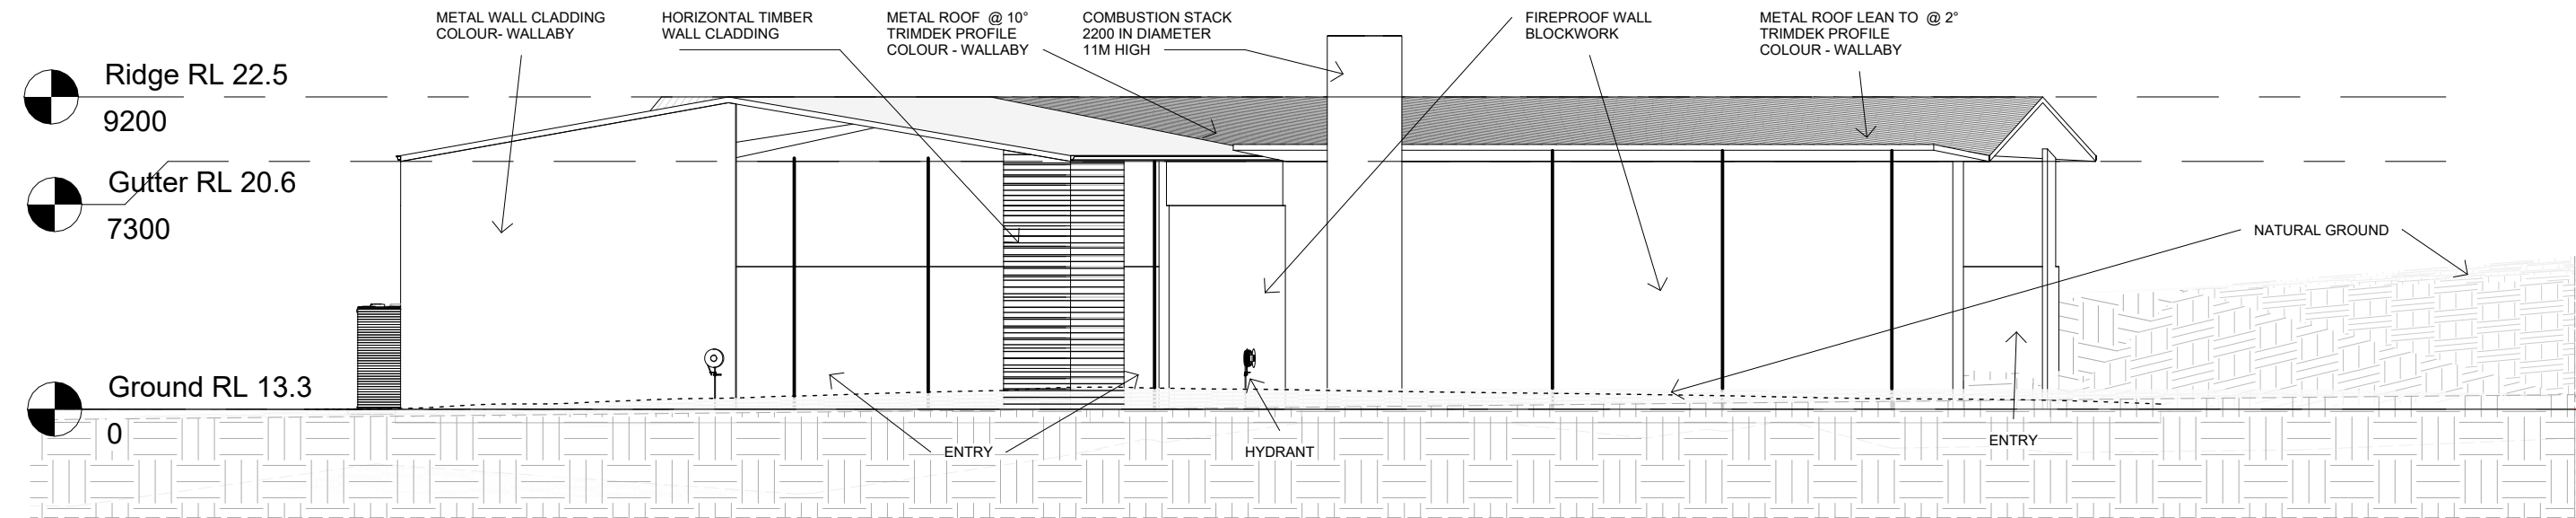 METAL WALL CLADDING
COLOUR- WALLABY
HORIZONTAL TIMBER
WALL CLADDING
METAL ROOF @ 10°
TRIMDEK PROFILE
COLOUR - WALLABY
COMBUSTION STACK
2200 IN DIAMETER
11M HIGH
FIREPROOF WALL
BLOCKWORK
METAL ROOF LEAN TO @ 2°
TRIMDEK PROFILE
COLOUR - WALLABY
Ridge RL 22.5
9200
Gutter RL 20.6
7300
NATURAL GROUND
Ground RL 13.3
0
ENTRY
HYDRANT
ENTRY